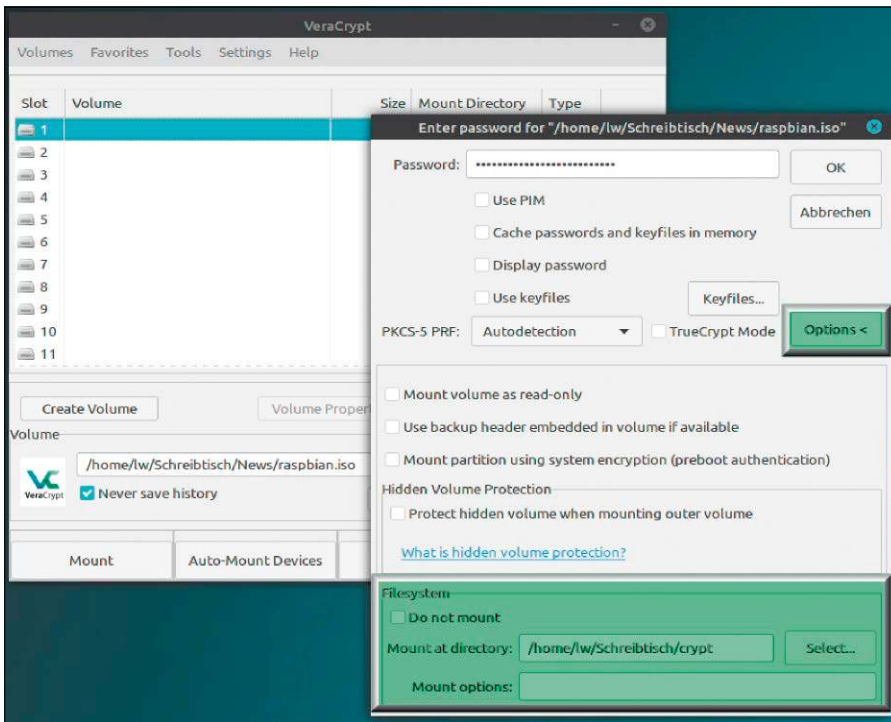 VeraCrypt
Volumes Favorites Tools Settings Help
Slot Volume Size Mount Directory Type
1
2
3
4
5
6
7
8
9
10
11
Create Volume Volume Proper
Volume
VeraCrypt
/home/lw/Schreibtisch/News/raspbian.iso
Never save history
Mount Auto-Mount Devices
Enter password for "/home/lw/Schreibtisch/News/raspbian.iso"
Password: OK
Use PIM
Abbrechen
Cache passwords and keyfiles in memory
Display password
Use keyfiles Keyfiles...
PKCS-5 PRF: Autodetection TrueCrypt Mode Options <
Mount volume as read-only
Use backup header embedded in volume if available
Mount partition using system encryption (preboot authentication)
Hidden Volume Protection
Protect hidden volume when mounting outer volume
What is hidden volume protection?
Filesystem
Do not mount
Mount at directory: /home/lw/Schreibtisch/crypt Select...
Mount options: